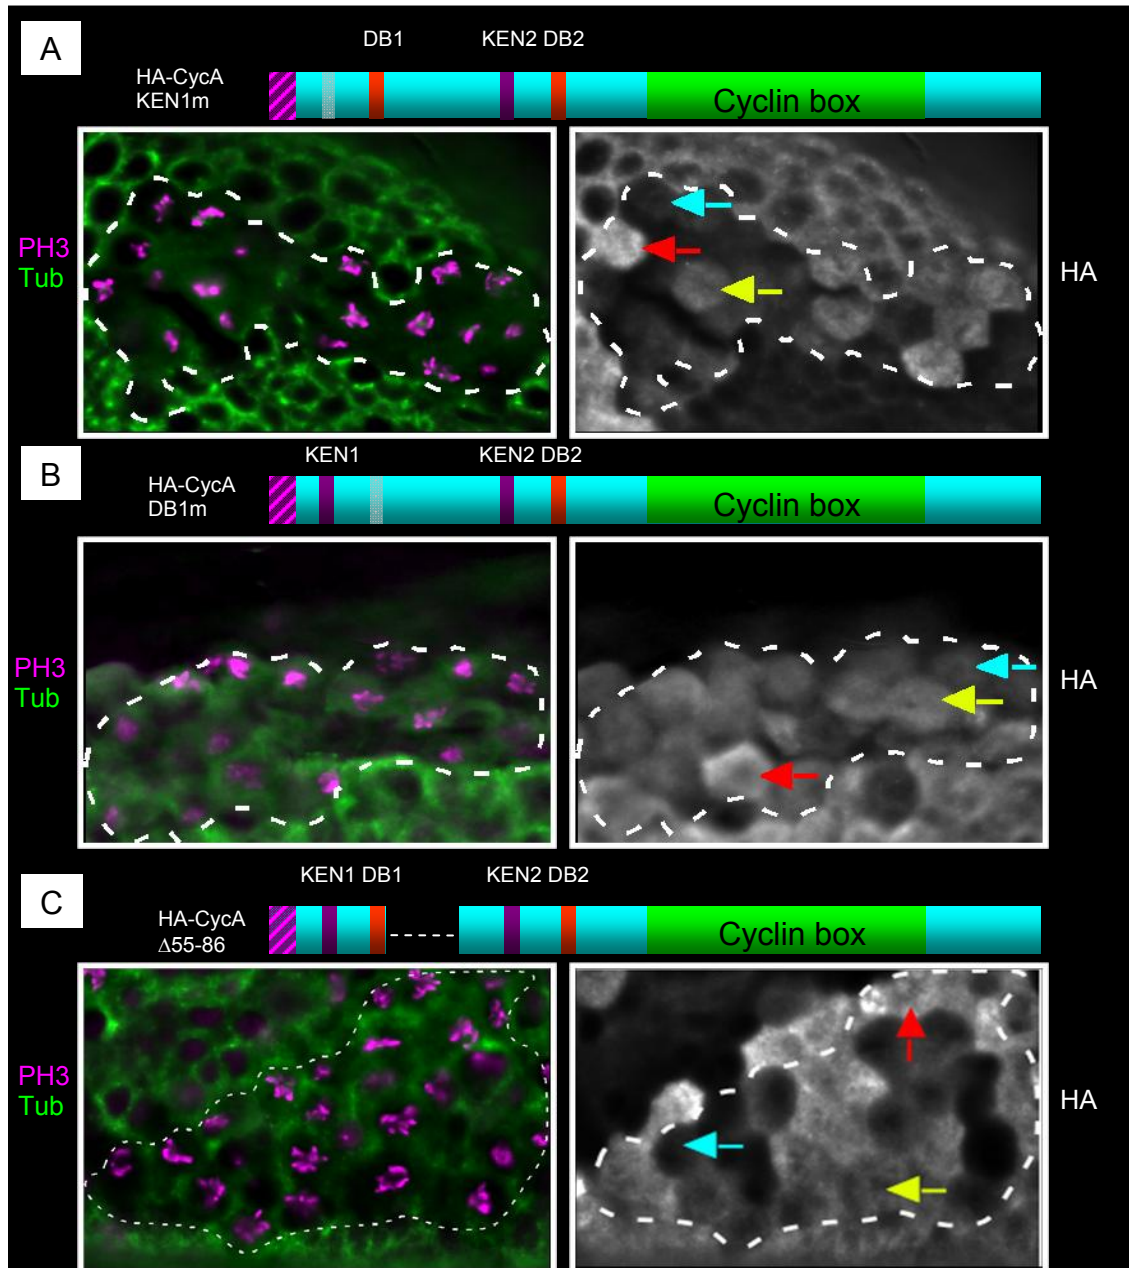 A
DB1 KEN2 DB2
HA-CycA
KEN1m
Cyclin box
PH3
Tub
HA
B
KEN1 KEN2 DB2
HA-CycA
DB1m
Cyclin box
PH3
Tub
HA
C
KEN1 DB1 KEN2 DB2
HA-CycA
Δ55-86
Cyclin box
PH3
Tub
HA